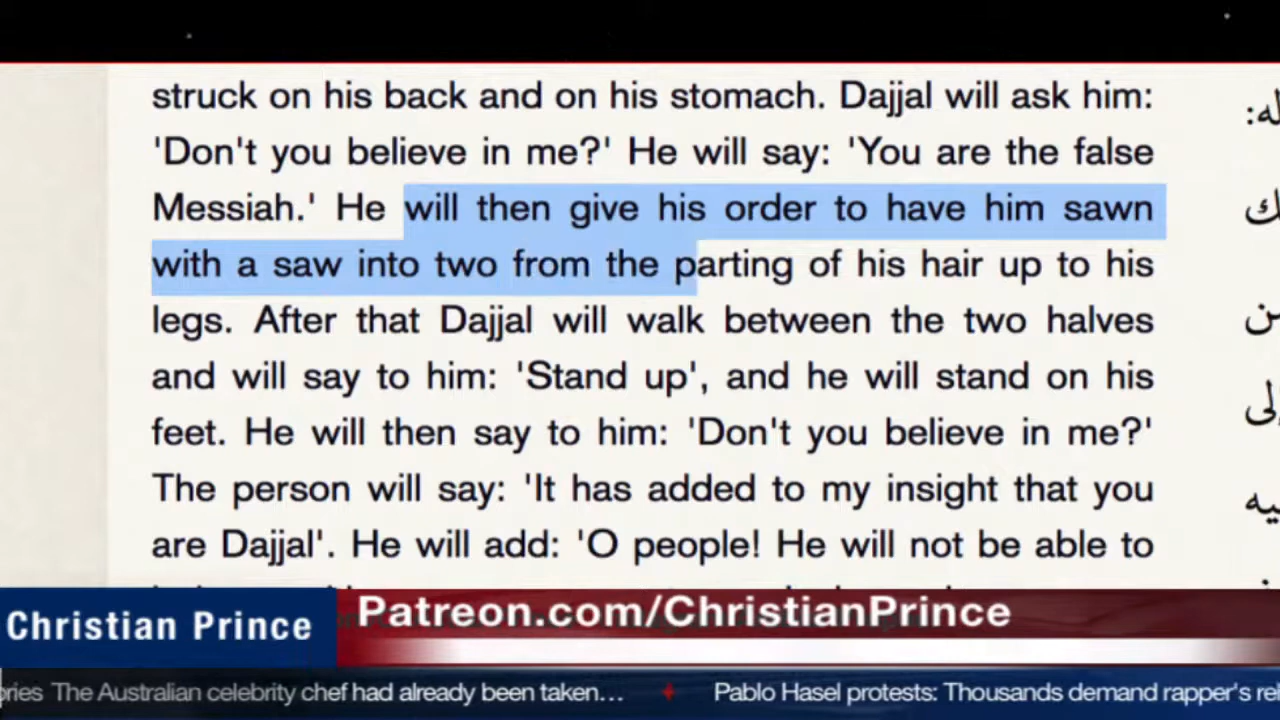 struck on his back and on his stomach. Dajjal will ask him:
'Don't you believe in me?' He will say: 'You are the false
Messiah.' He will then give his order to have him sawn
with a saw into two from the parting of his hair up to his
legs. After that Dajjal will walk between the two halves
and will say to him: 'Stand up', and he will stand on his
feet. He will then say to him: 'Don't you believe in me?'
The person will say: 'It has added to my insight that you
are Dajjal'. He will add: 'O people! He will not be able to
له:
إلى
Christian Prince
Patreon.com/ChristianPrince
The Australian celebrity chef had already been taken...
Pablo Hasel protests: Thousands demand rapper's